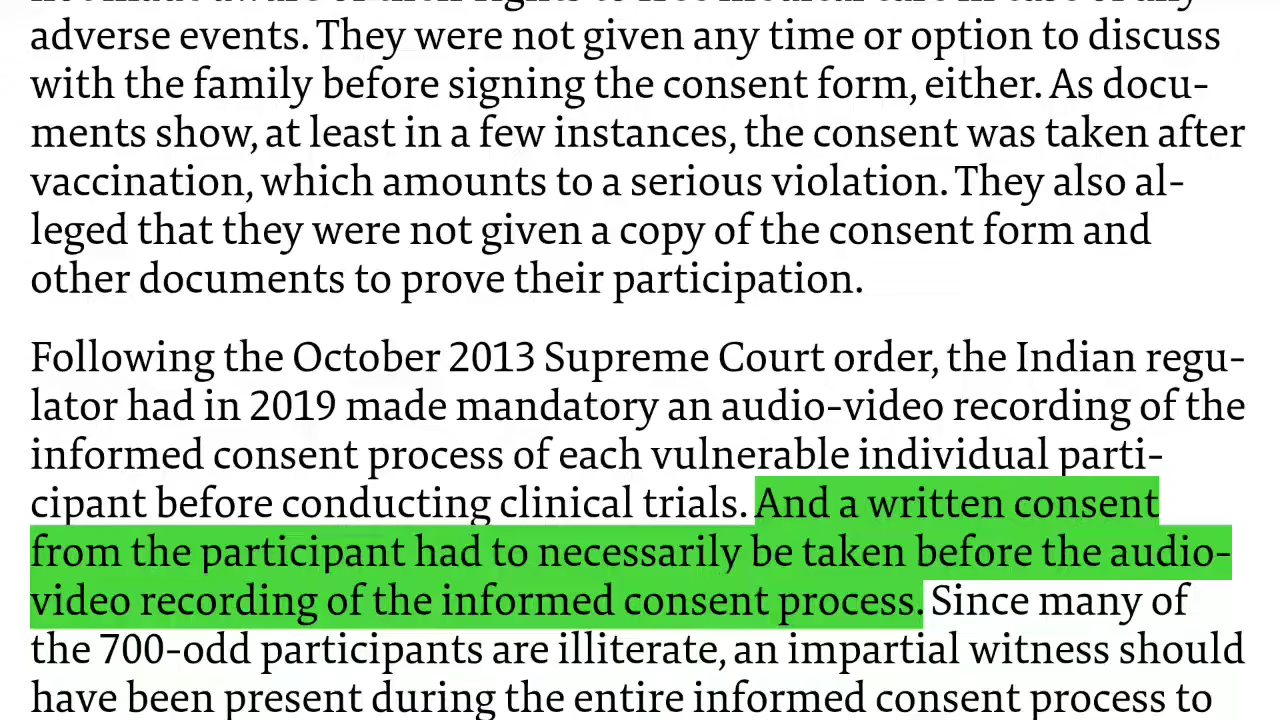 adverse events. They were not given any time or option to discuss
with the family before signing the consent form, either. As docu-
ments show, at least in a few instances, the consent was taken after
vaccination, which amounts to a serious violation. They also al-
leged that they were not given a copy of the consent form and
other documents to prove their participation.
Following the October 2013 Supreme Court order, the Indian regu-
lator had in 2019 made mandatory an audio-video recording of the
informed consent process of each vulnerable individual parti-
cipant before conducting clinical trials. And a written consent
from the participant had to necessarily be taken before the audio-
video recording of the informed consent process. Since many of
the 700-odd participants are illiterate, an impartial witness should
have been present during the entire informed consent process to